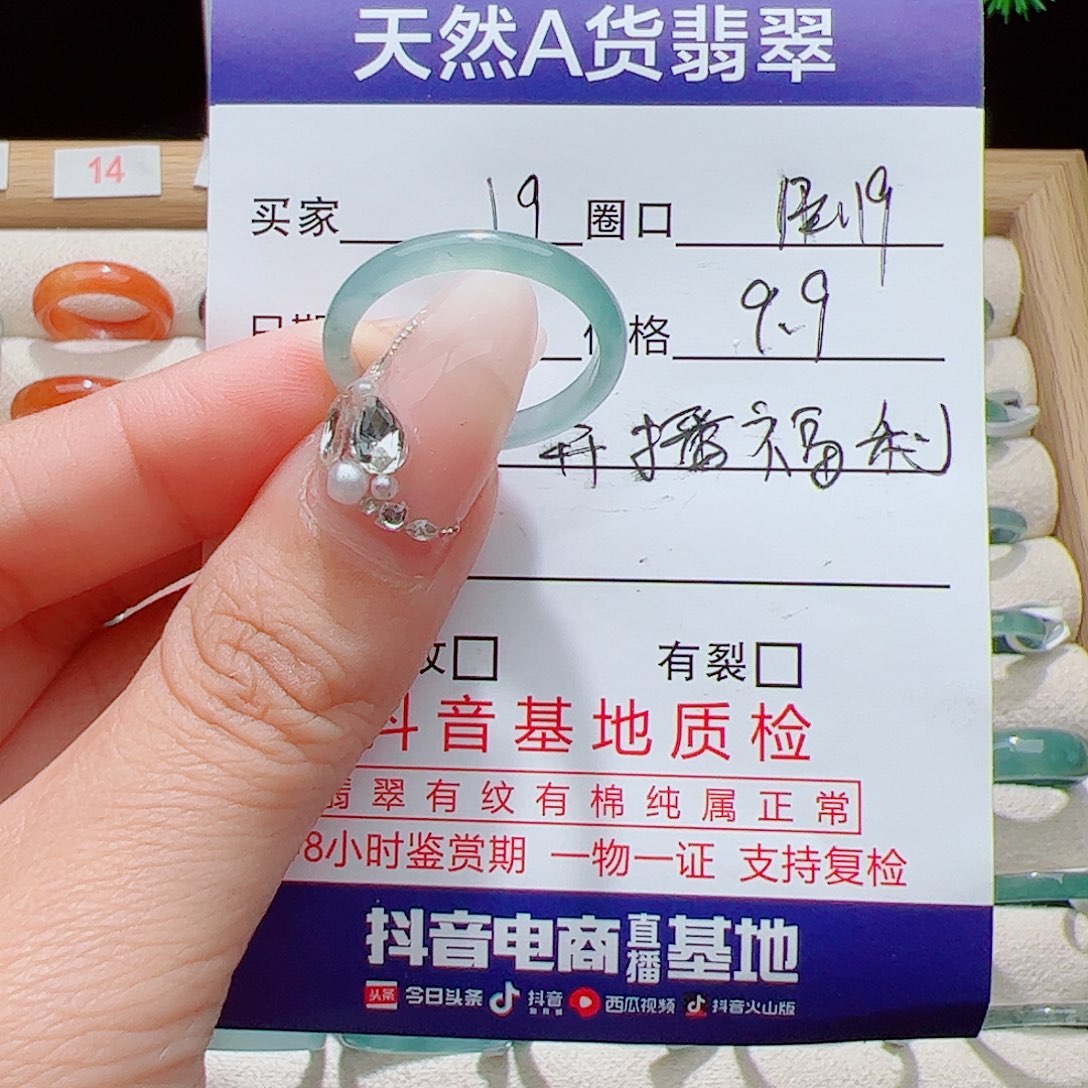 天然A货翡翠
14
买家 19 圈口 19
格 9.9
开播福利
有裂
抖音基地质检
翡翠有纹有棉纯属正常
8小时鉴赏期 一物一证 支持复检
抖音电商直播基地
头条 今日头条 抖音 西瓜视频 抖音火山版